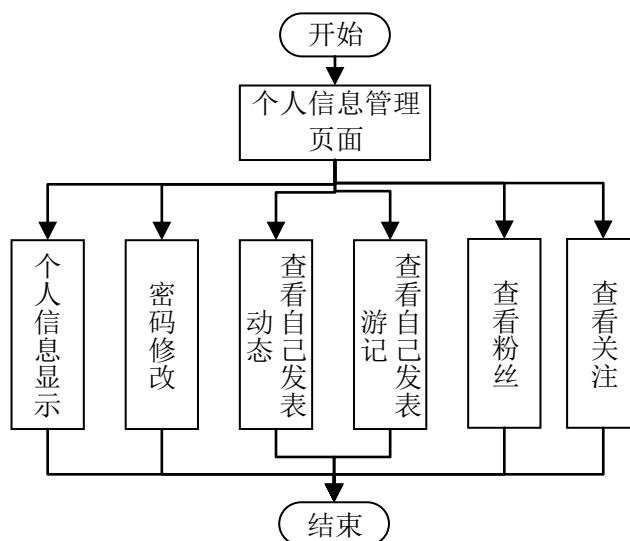 开始
个人信息管理
页面
个人信息显示
密码修改
查看自己发表
动态
查看自己发表
游记
查看粉丝
查看关注
结束